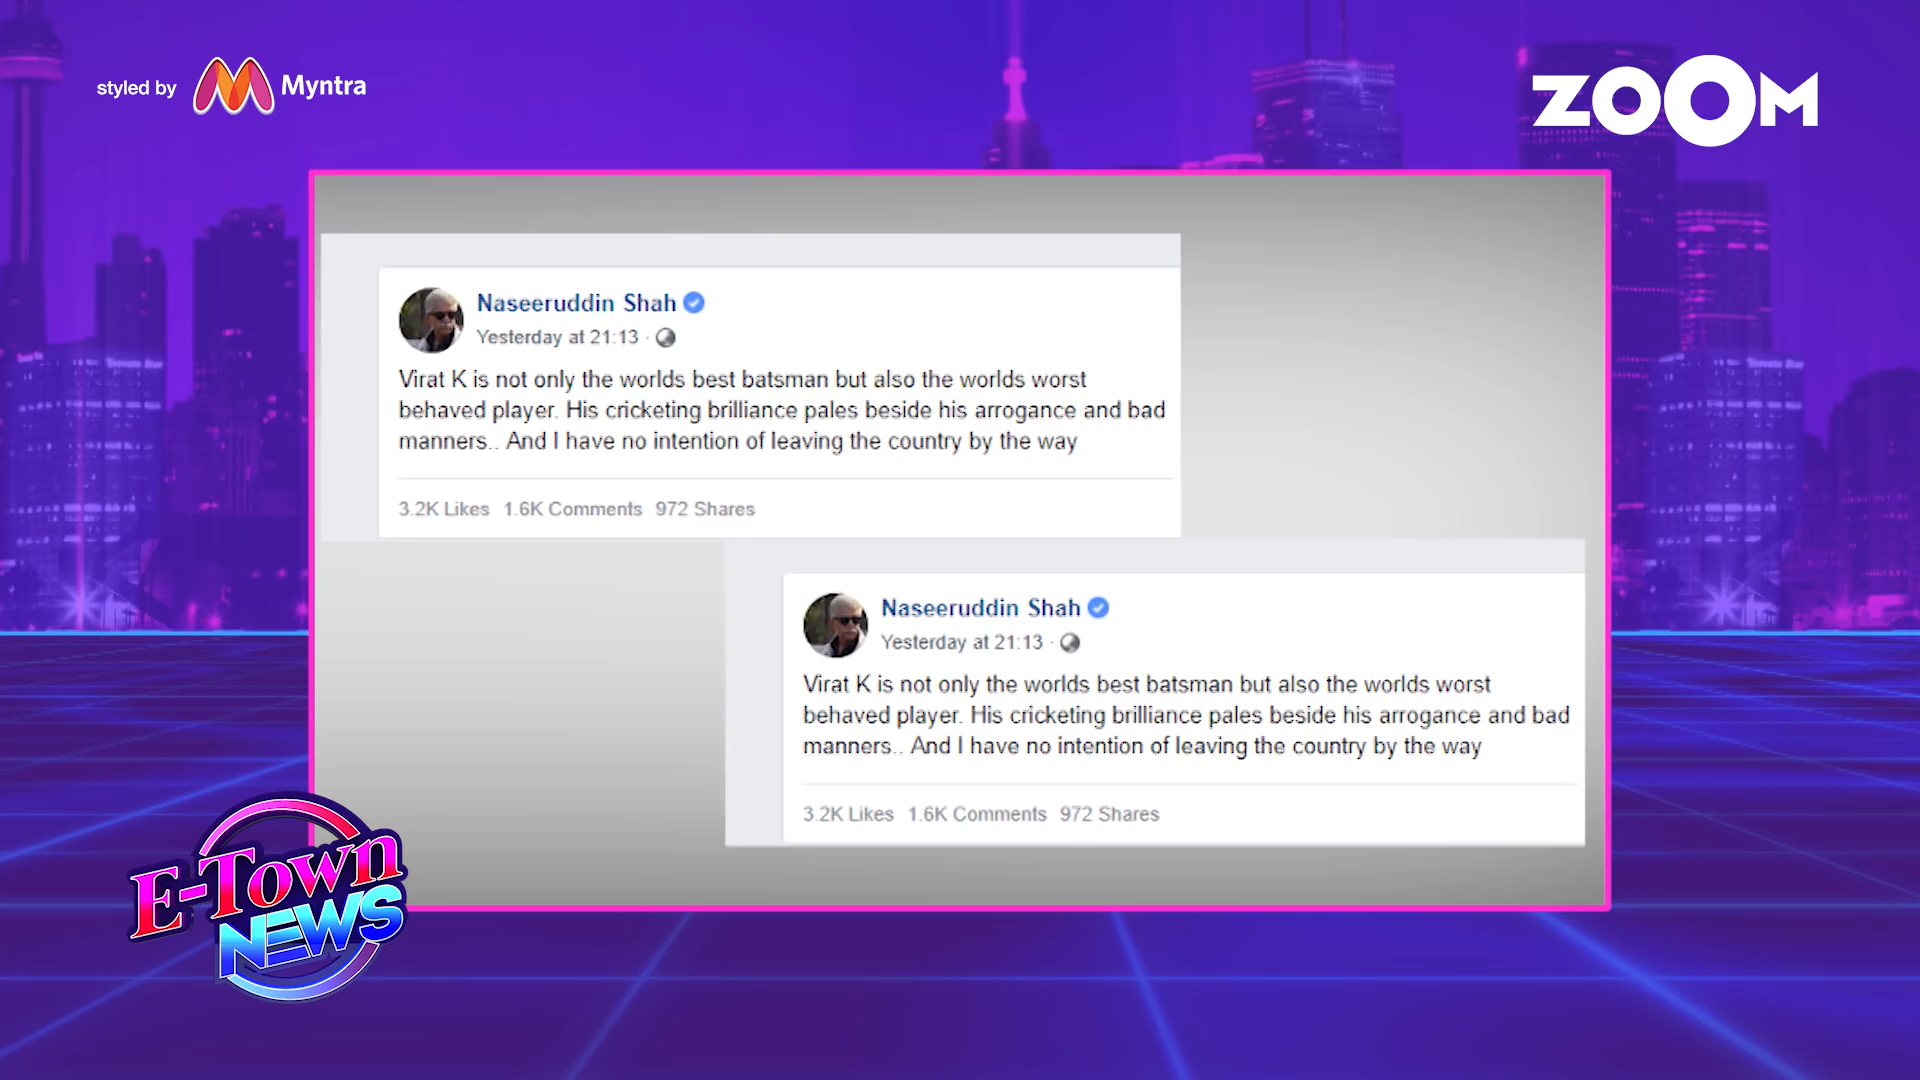 styled by Myntra
ZOOM
Naseeruddin Shah
Yesterday at 21:13 ·
Virat K is not only the worlds best batsman but also the worlds worst
behaved player. His cricketing brilliance pales beside his arrogance and bad
manners.. And I have no intention of leaving the country by the way
3.2K Likes 1.6K Comments 972 Shares
Naseeruddin Shah
Yesterday at 21:13 ·
Virat K is not only the worlds best batsman but also the worlds worst
behaved player. His cricketing brilliance pales beside his arrogance and bad
manners.. And I have no intention of leaving the country by the way
3.2K Likes 1.6K Comments 972 Shares
E-Town
NEWS